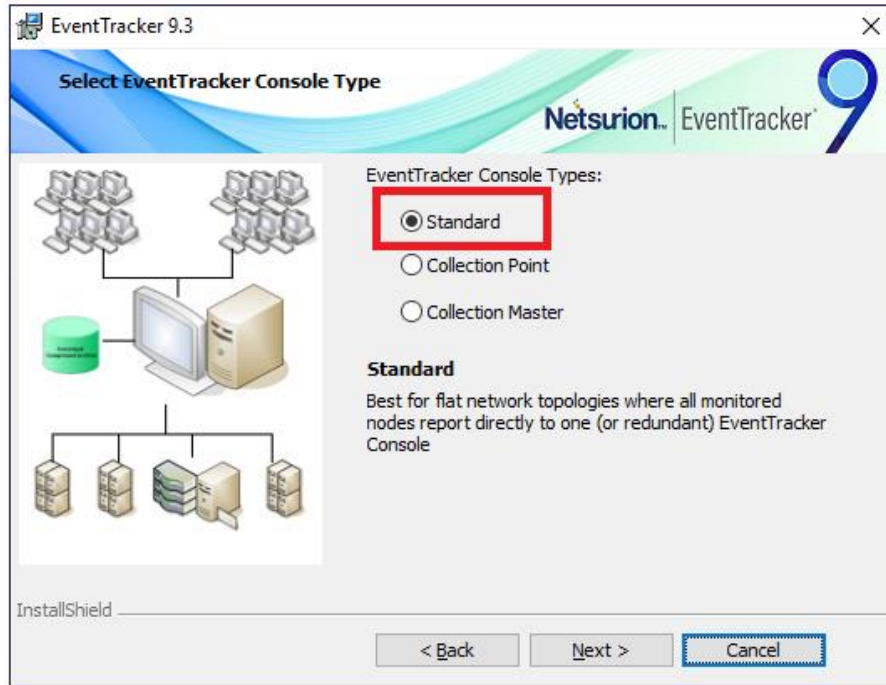 EventTracker 9.3
Select EventTracker Console Type
Netsurion™ EventTracker® 9
EventTracker Console Types:
Standard
Collection Point
Collection Master
Standard
Best for flat network topologies where all monitored
nodes report directly to one (or redundant) EventTracker
Console
InstallShield
< Back Next > Cancel